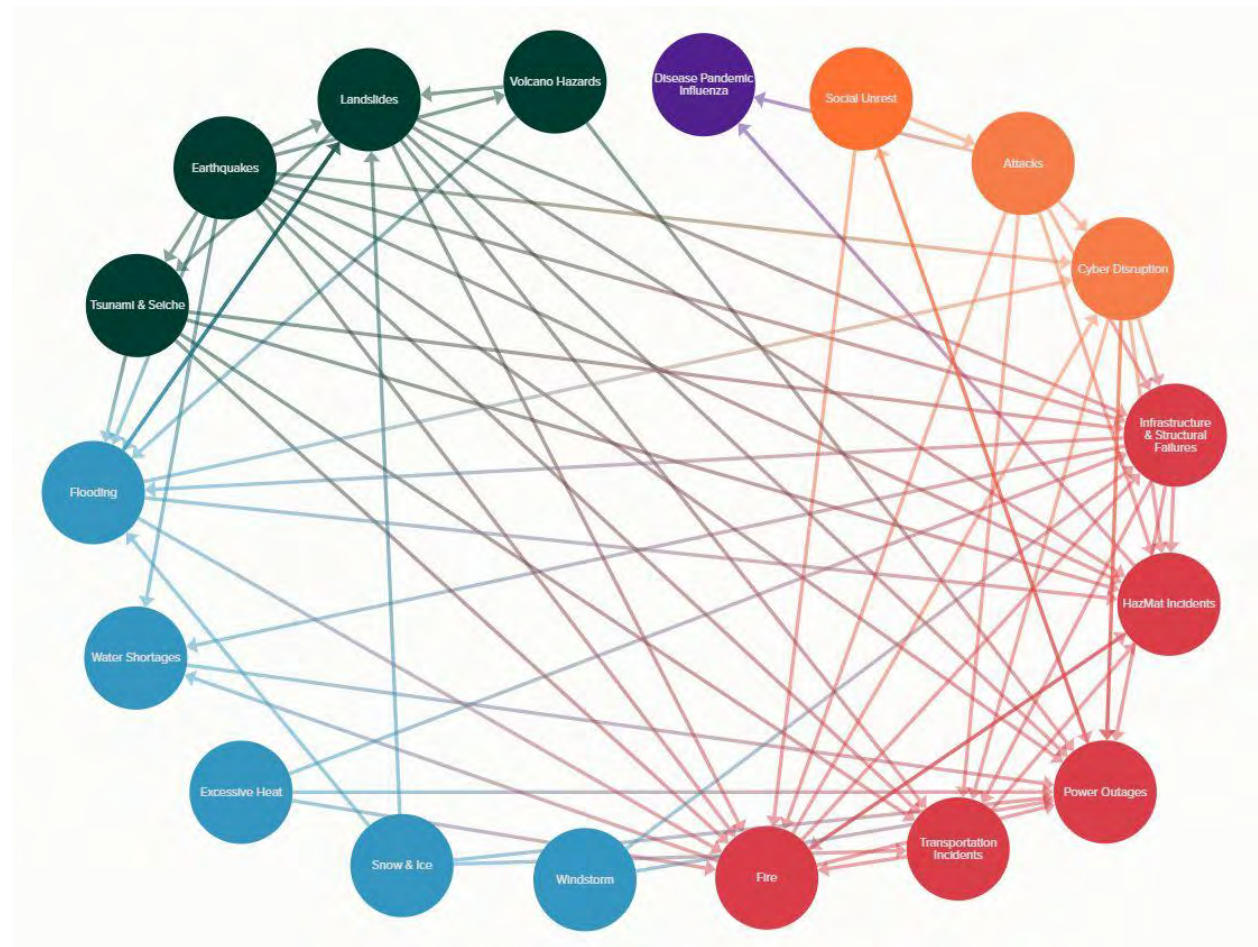 Volcano Hazards
Disease Pandemic
Influenza
Landslides
Social Unrest
Earthquakes
Attacks
Cyber Disruption
Tsunami & Seiche
Infrastructure
& Structural
Failures
Flooding
HazMat Incidents
Water Shortages
Excessive Heat
Power Outages
Transportation
Incidents
Snow & Ice
Windstorm
Fire